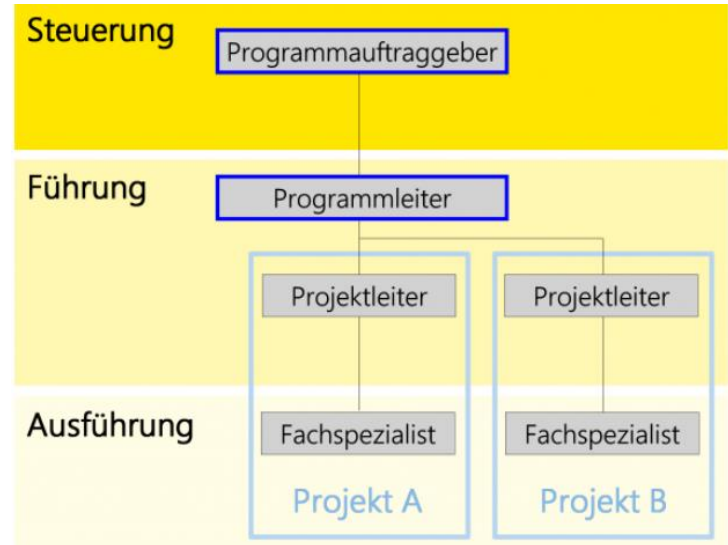 Steuerung
Programmauftraggeber
Führung
Programmleiter
Projektleiter
Projektleiter
Ausführung
Fachspezialist
Fachspezialist
Projekt A
Projekt B